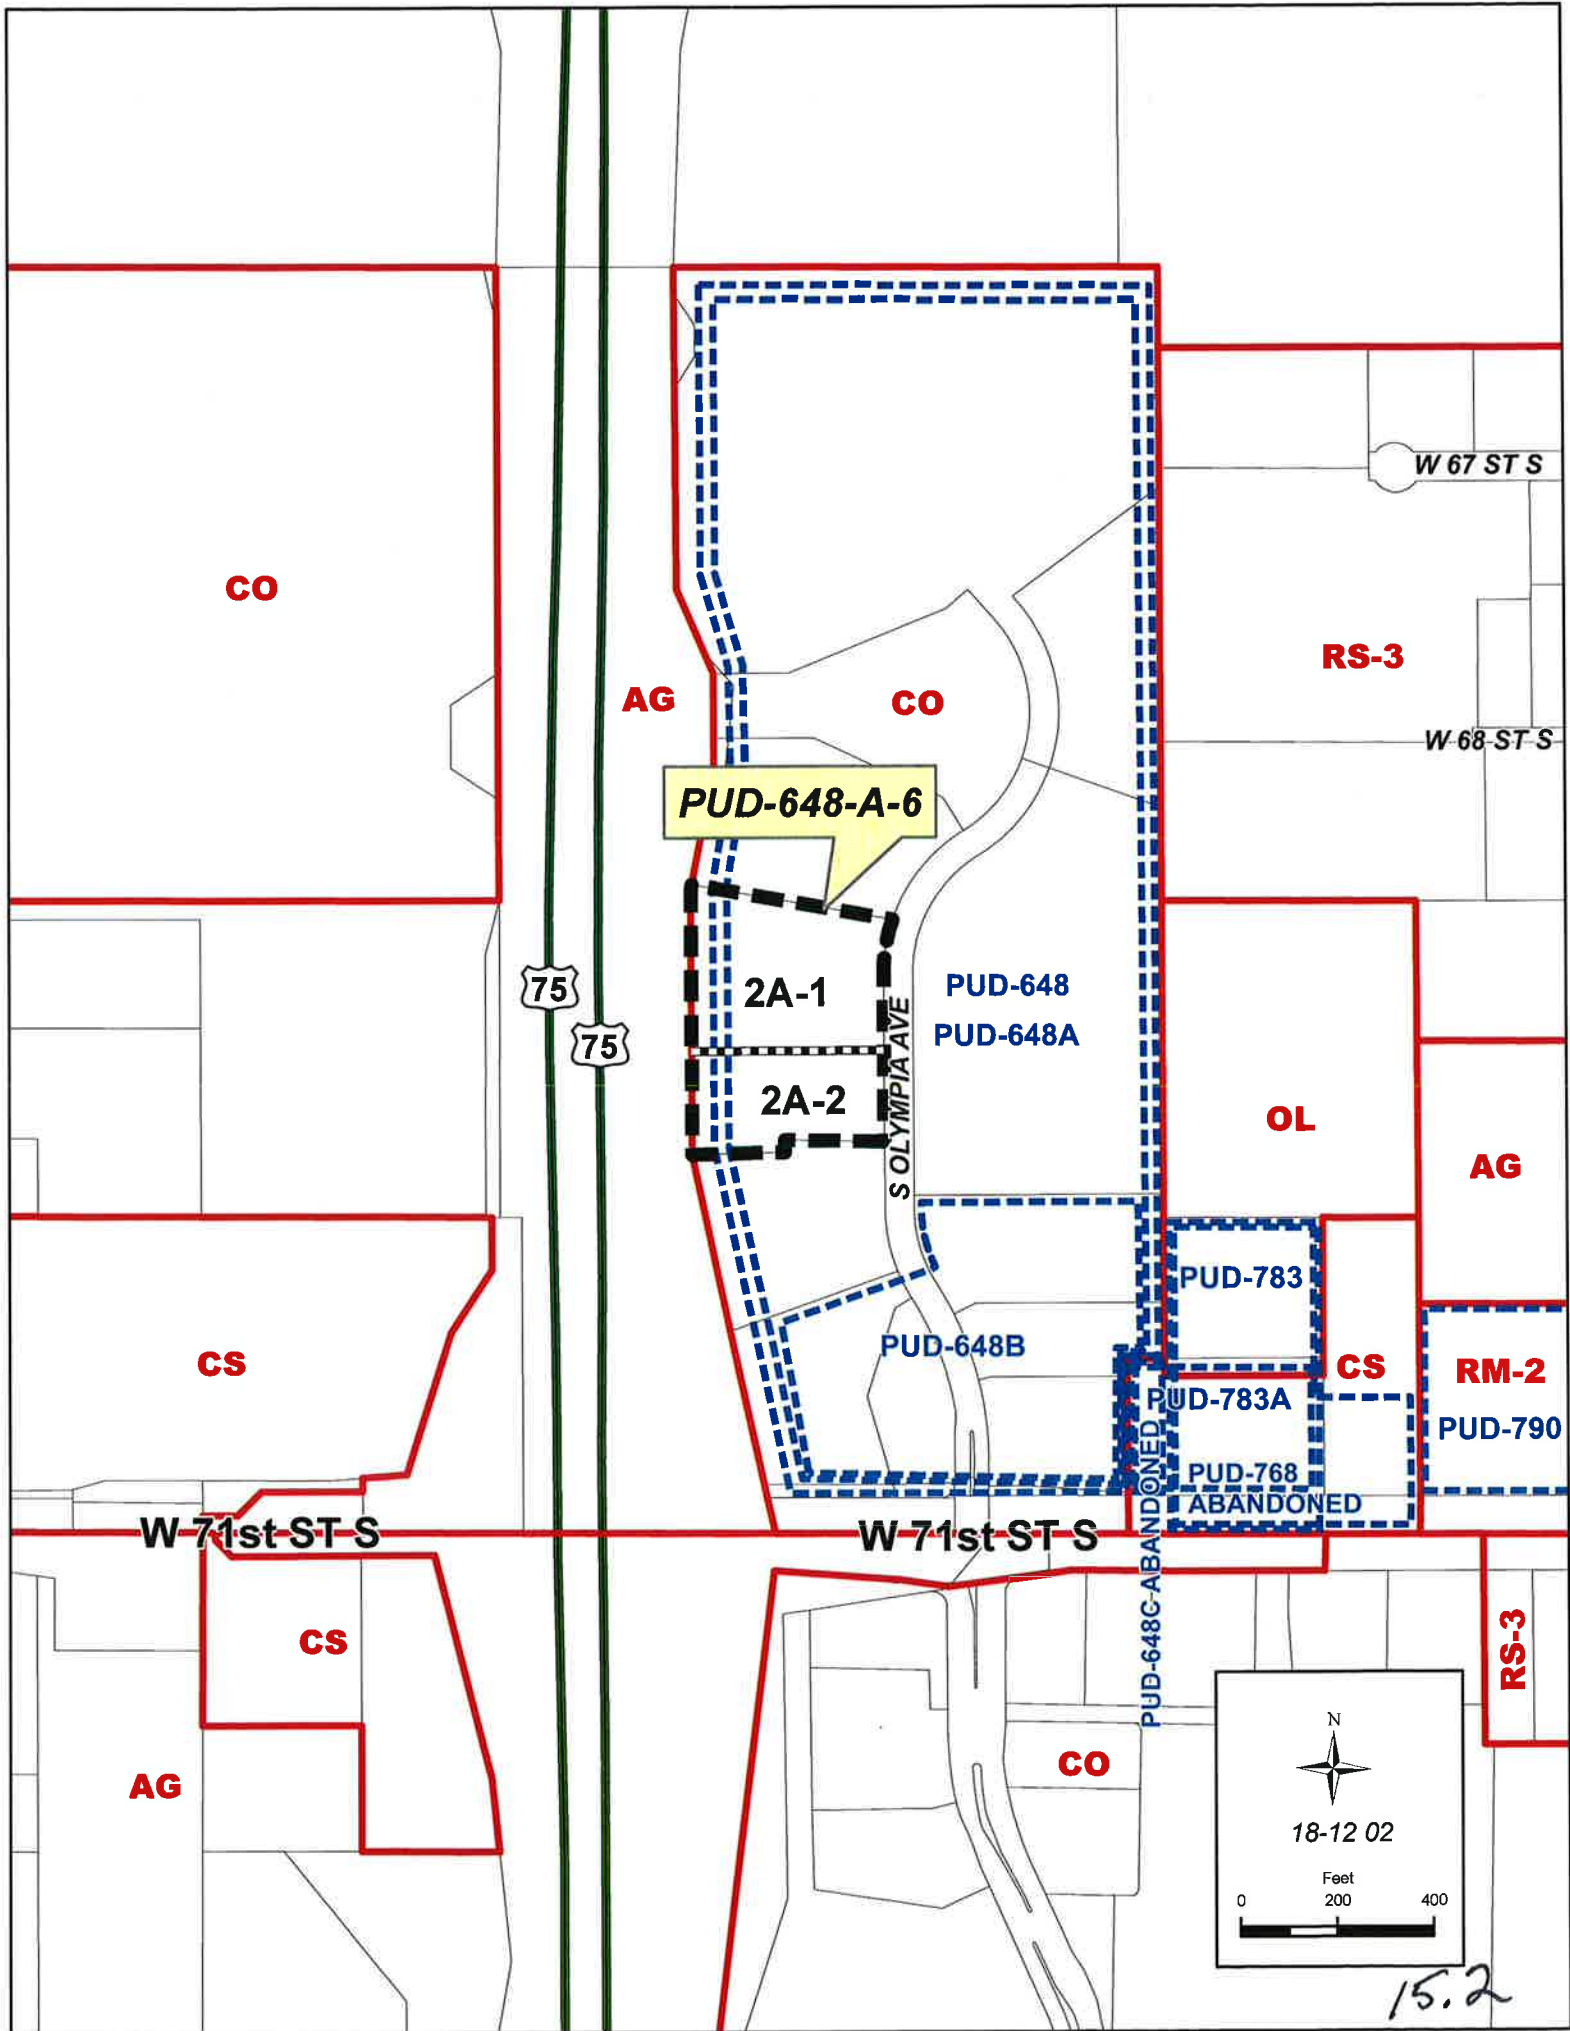 W 67 ST S
CO
RS-3
AG
CO
W 68 ST S
PUD-648-A-6
75
2A-1
PUD-648
PUD-648A
75
S OLYMPIA AVE
2A-2
OL
AG
PUD-783
PUD-648B
CS
CS
RM-2
PUD-783A
PUD-790
PUD-768
ABANDONED
W 71st ST S
W 71st ST S
PUD-648C-ABANDONED
CS
RS-3
CO
AG
N
18-12 02
Feet
0 200 400
15.2